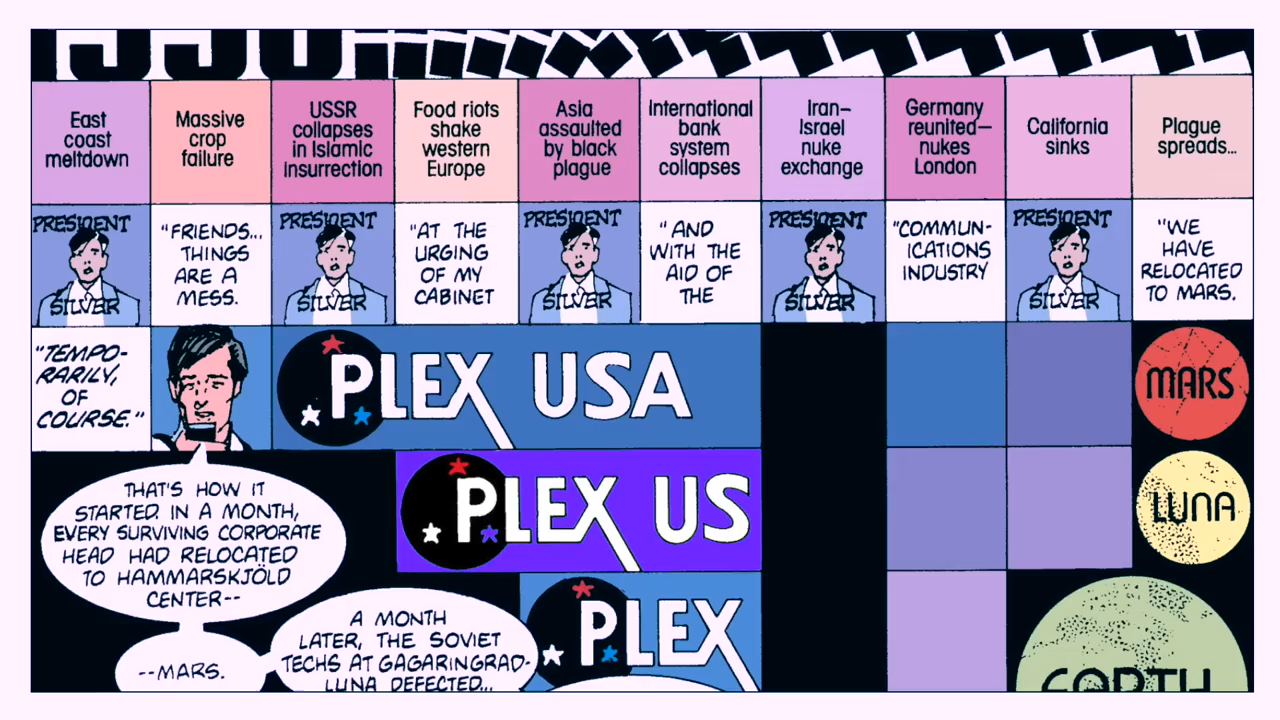 1996
East
coast
meltdown
Massive
crop
failure
USSR
collapses
in Islamic
insurrection
Food riots
shake
western
Europe
Asia
assaulted
by black
plague
International
bank
system
collapses
Iran–
Israel
nuke
exchange
Germany
reunited—
nukes
London
California
sinks
Plague
spreads...
PRESIDENT
SILVER
"FRIENDS...
THINGS
ARE A
MESS.
PRESIDENT
SILVER
"AT THE
URGING
OF MY
CABINET
PRESIDENT
SILVER
"AND
WITH THE
AID OF
THE
PRESIDENT
SILVER
"COMMUN-
ICATIONS
INDUSTRY
PRESIDENT
SILVER
"WE
HAVE
RELOCATED
TO MARS.
"TEMPO-
RARILY,
OF
COURSE."
PLEX USA
MARS
THAT'S HOW IT
STARTED. IN A MONTH,
EVERY SURVIVING CORPORATE
HEAD HAD RELOCATED
TO HAMMARSKJÖLD
CENTER--
PLEX US
LUNA
--MARS.
A MONTH
LATER, THE SOVIET
TECHS AT GAGARINGRAD-
LUNA DEFECTED...
PLEX
EARTH